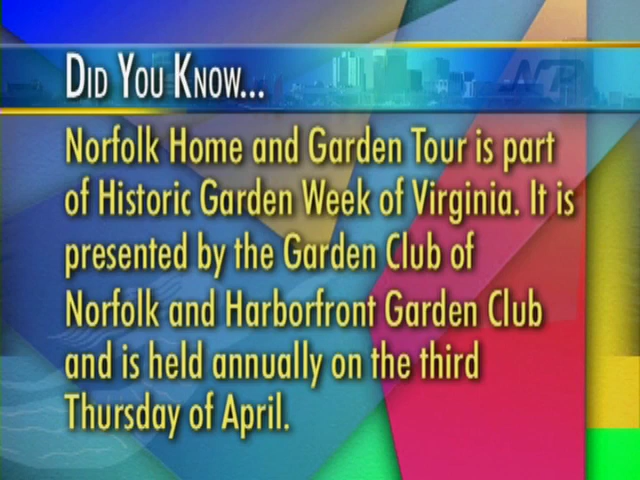 Did You Know...
Norfolk Home and Garden Tour is part
of Historic Garden Week of Virginia. It is
presented by the Garden Club of
Norfolk and Harborfront Garden Club
and is held annually on the third
Thursday of April.